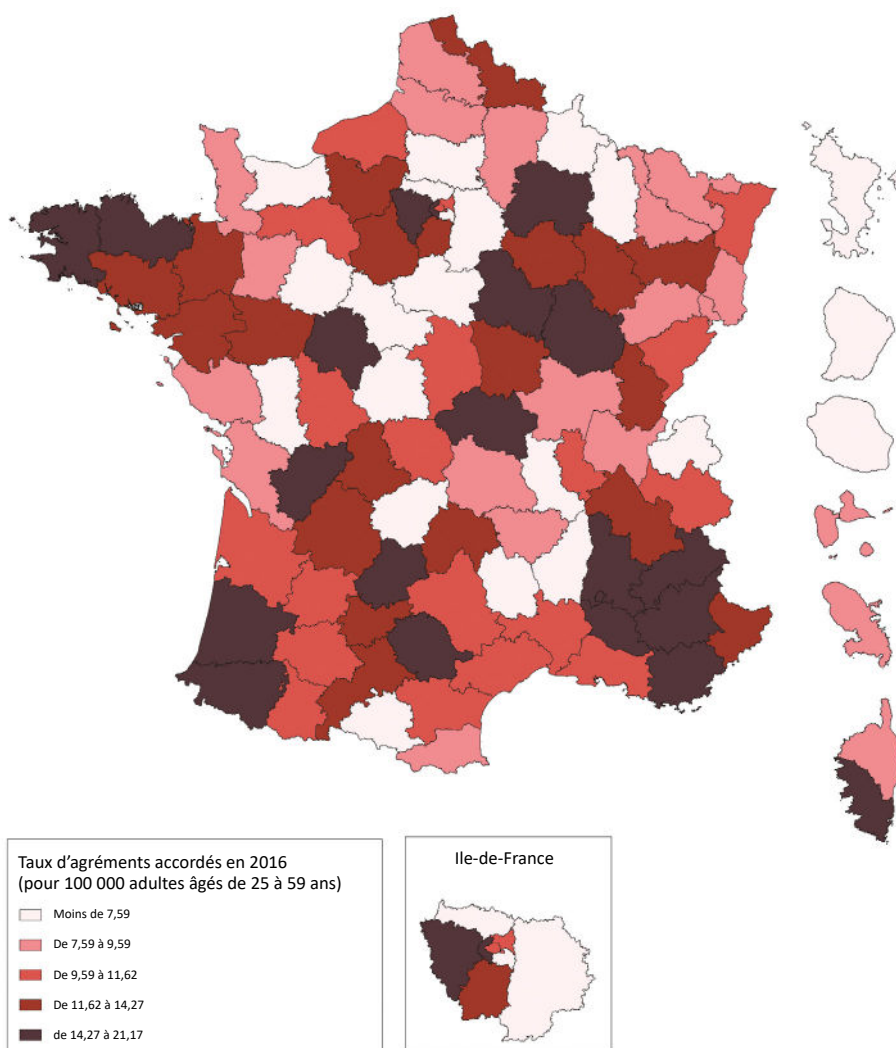 Taux d’agréments accordés en 2016
(pour 100 000 adultes âgés de 25 à 59 ans)
Moins de 7,59
De 7,59 à 9,59
De 9,59 à 11,62
De 11,62 à 14,27
de 14,27 à 21,17
Ile-de-France